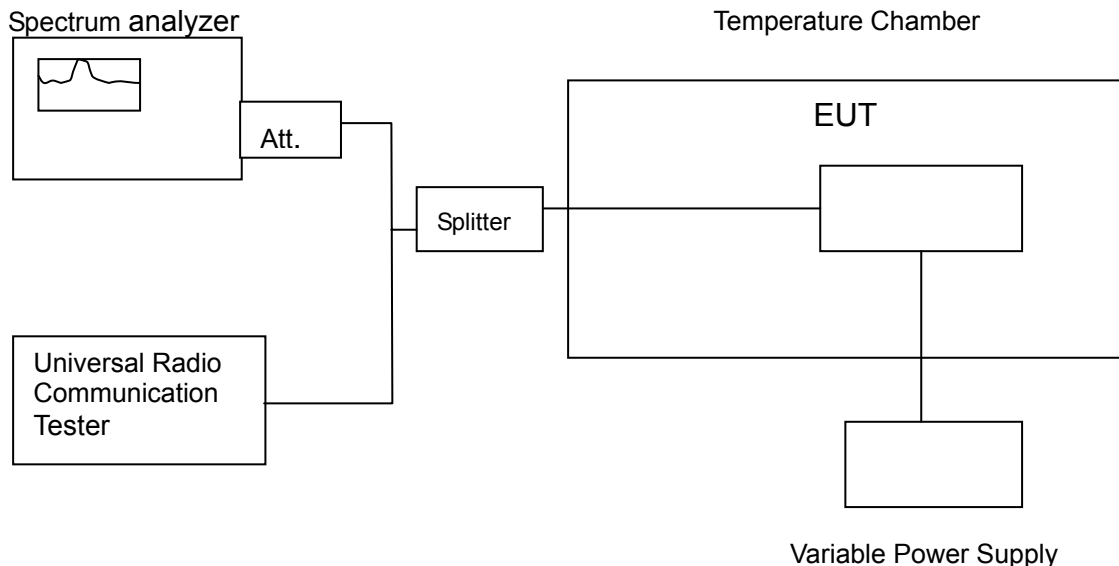 Spectrum analyzer
Temperature Chamber
EUT
Att.
Splitter
Universal Radio
Communication
Tester
Variable Power Supply